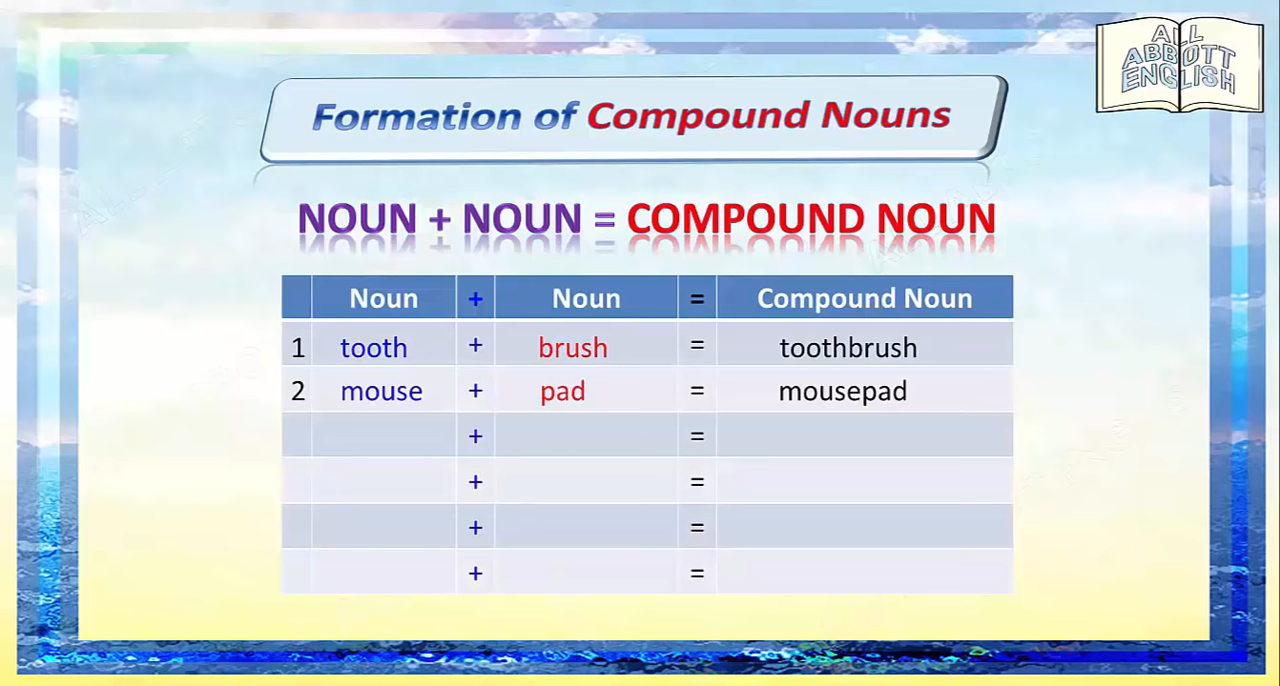 ALL
ABBOTT
ENGLISH
Formation of Compound Nouns
NOUN + NOUN = COMPOUND NOUN
Noun + Noun = Compound Noun
1 tooth + brush = toothbrush
2 mouse + pad = mousepad
+ =
+ =
+ =
+ =